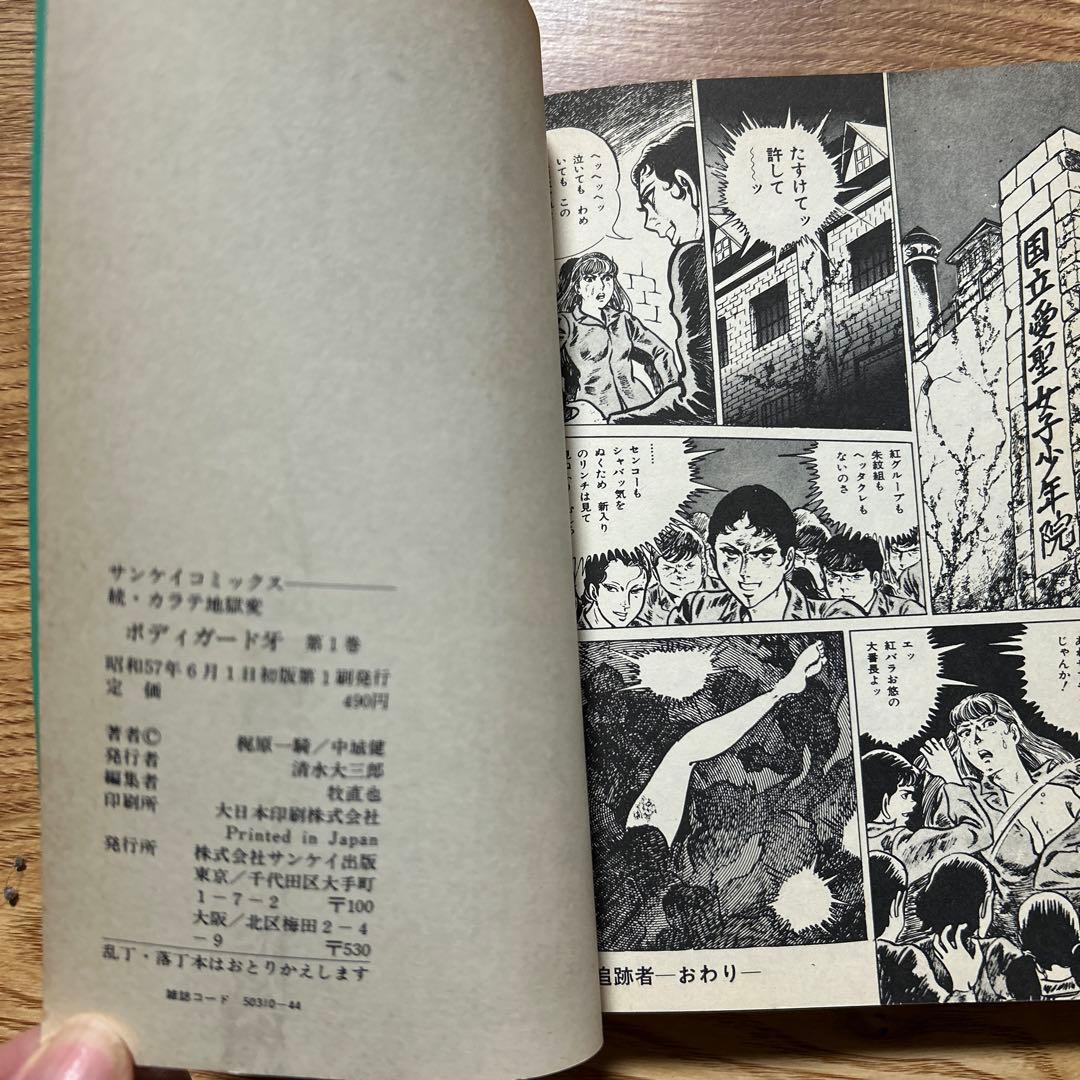 サンケイコミックス
続・カラテ地獄変
ボディガード牙 第1巻
昭和57年6月1日初版第1刷発行
定価 490円
著者© 梶原一騎/中城健
発行者 清水大三郎
編集者 牧直也
印刷所 大日本印刷株式会社
Printed in Japan
発行所 株式会社サンケイ出版
東京/千代田区大手町
1-7-2 〒100
大阪/北区梅田2-4
-9 〒530
乱丁・落丁本はおとりかえします
雑誌コード 50310-44
国立愛聖女子少年院
たすけてッ
許して
〜〜ッ
ヘッヘッヘッ
泣いても わめ
いても この
紅グループも
朱紋組も
ヘッタクレも
ないのさ
……
センコーも
シャバッ気を
ぬくため 新入り
のリンチは見て
じゃんか!
エッ
紅バラお悠の
大番長よッ
追跡者―おわり―